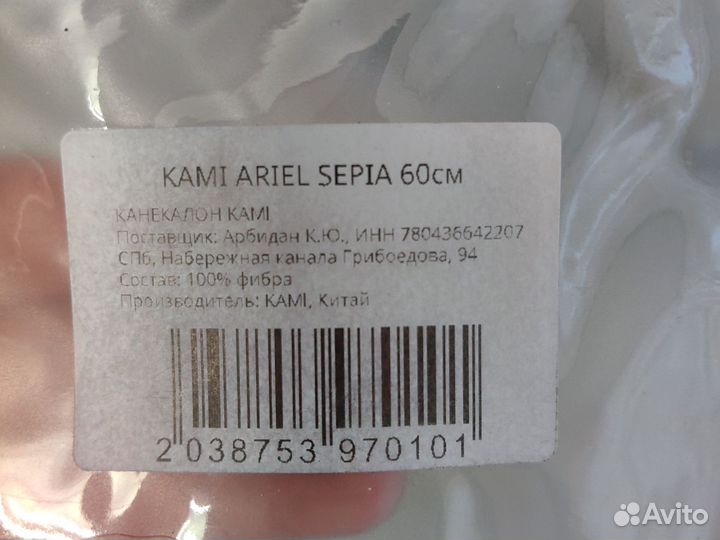 KAMI ARIEL SEPIA 60см
КАНЕКАЛОН KAMI
Поставщик: Арбидан К.Ю., ИНН 780436642207
СПб, Набережная канала Грибоедова, 94
Состав: 100% фибра
Производитель: KAMI, Китай
2 038753 970101
Avito